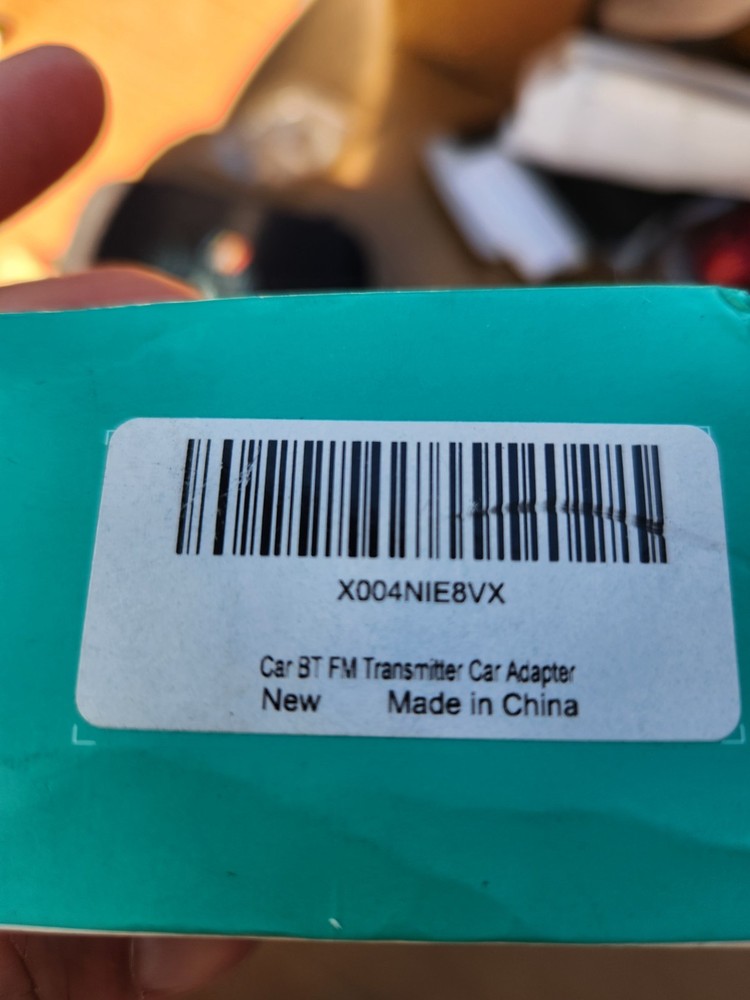 X004NIE8VX
Car BT FM Transmitter Car Adapter
New Made in China